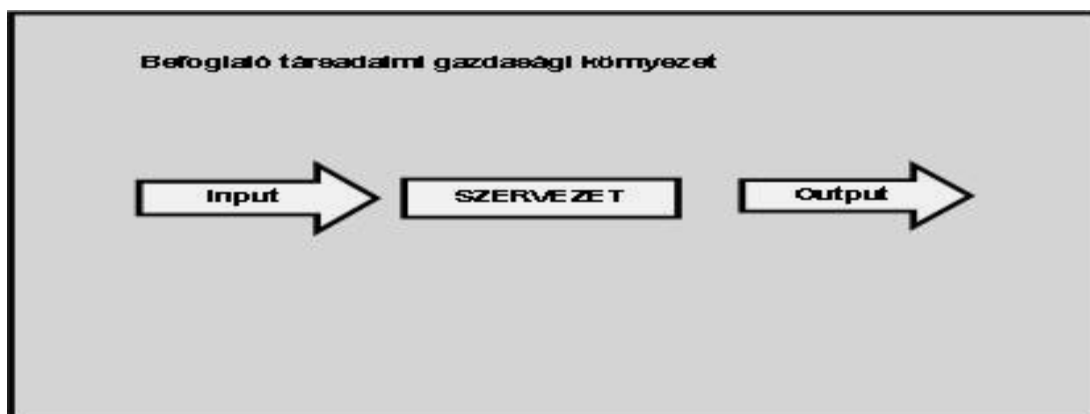 Befoglaló társadalmi gazdasági környezet
Input
SZERVEZET
Output